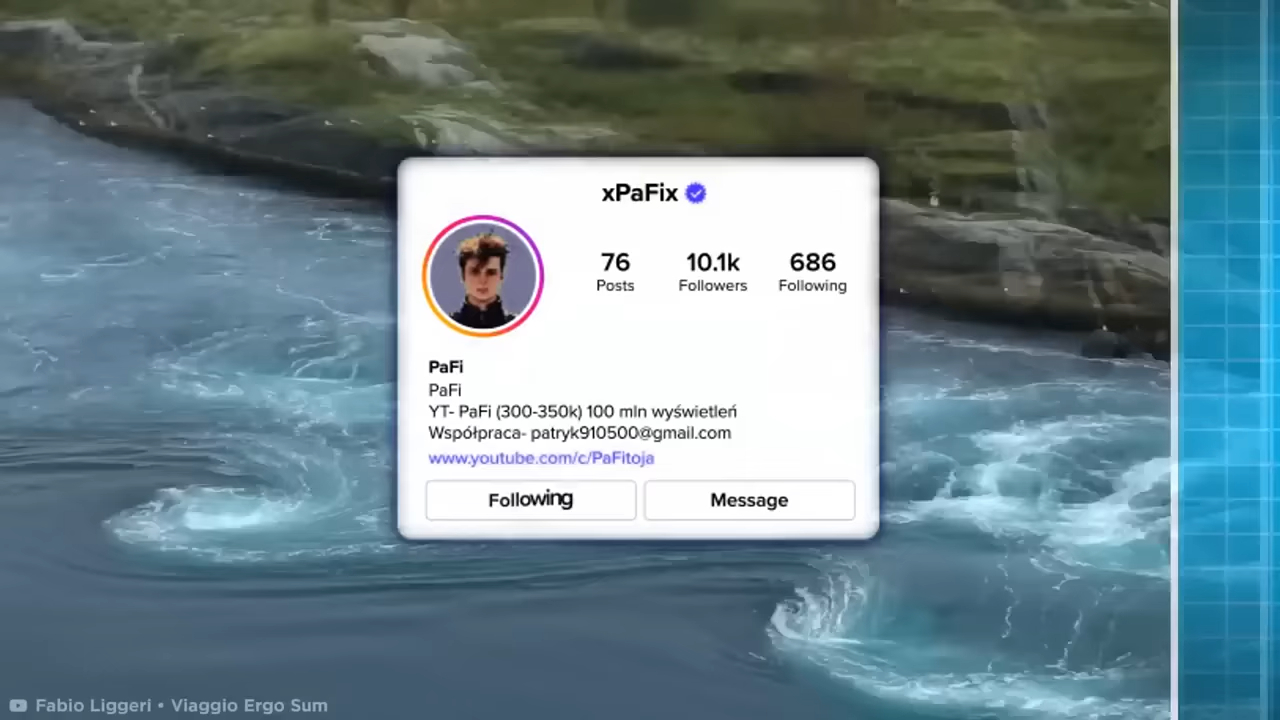 xPaFix
76 10.1k 686
Posts Followers Following
PaFi
PaFi
YT- PaFi (300-350k) 100 mln wyświetleń
Współpraca- patryk910500@gmail.com
www.youtube.com/c/PaFitoja
Following Message
Fabio Liggeri • Viaggio Ergo Sum